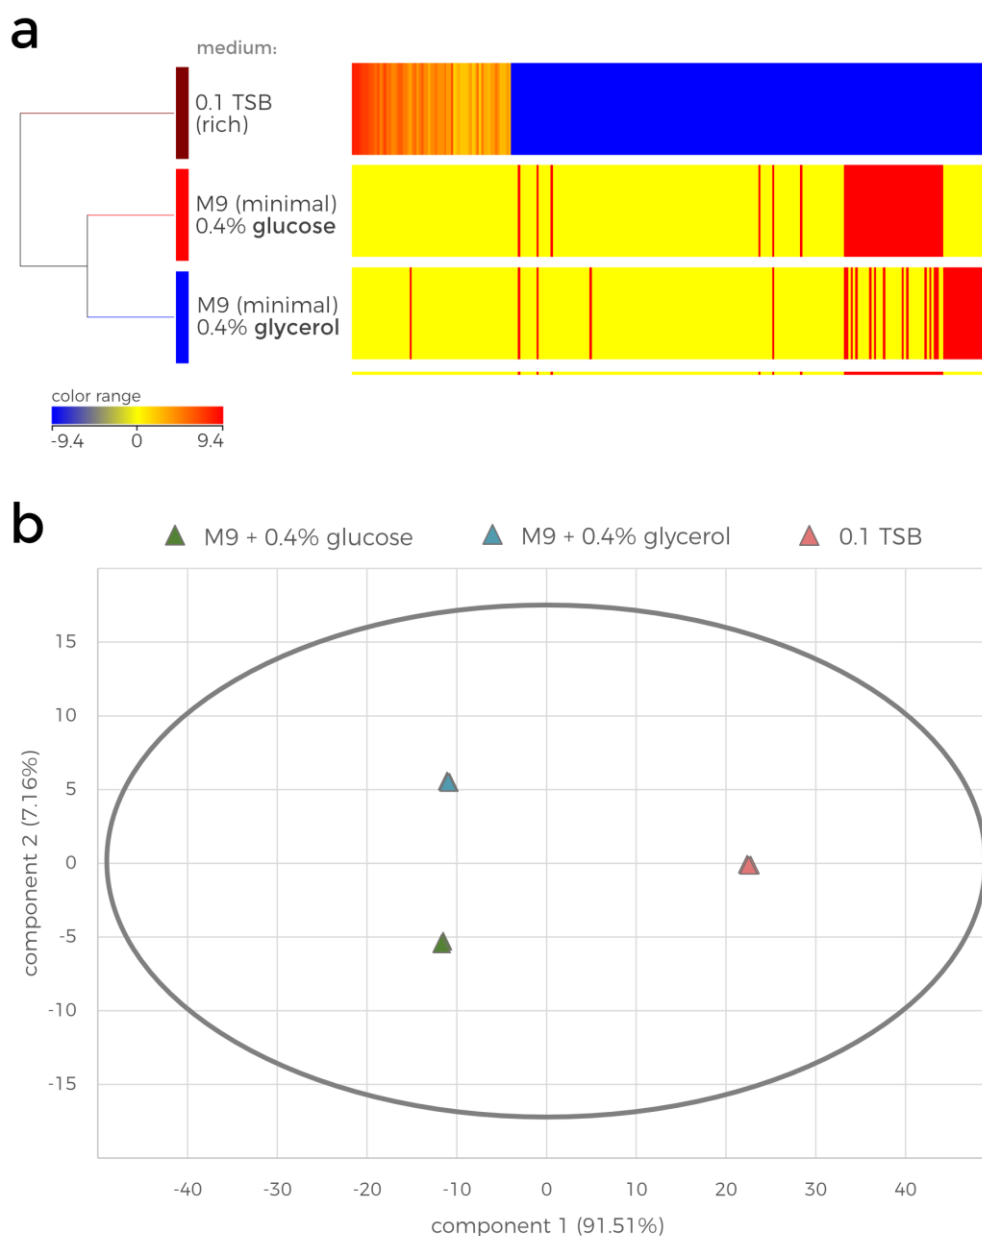 a
medium:
0.1 TSB
(rich)
M9 (minimal)
0.4% glucose
M9 (minimal)
0.4% glycerol
color range
-9.4 0 9.4
b
M9 + 0.4% glucose M9 + 0.4% glycerol 0.1 TSB
component 2 (7.16%)
15
10
5
0
-5
-10
-15
-40 -30 -20 -10 0 10 20 30 40
component 1 (91.51%)